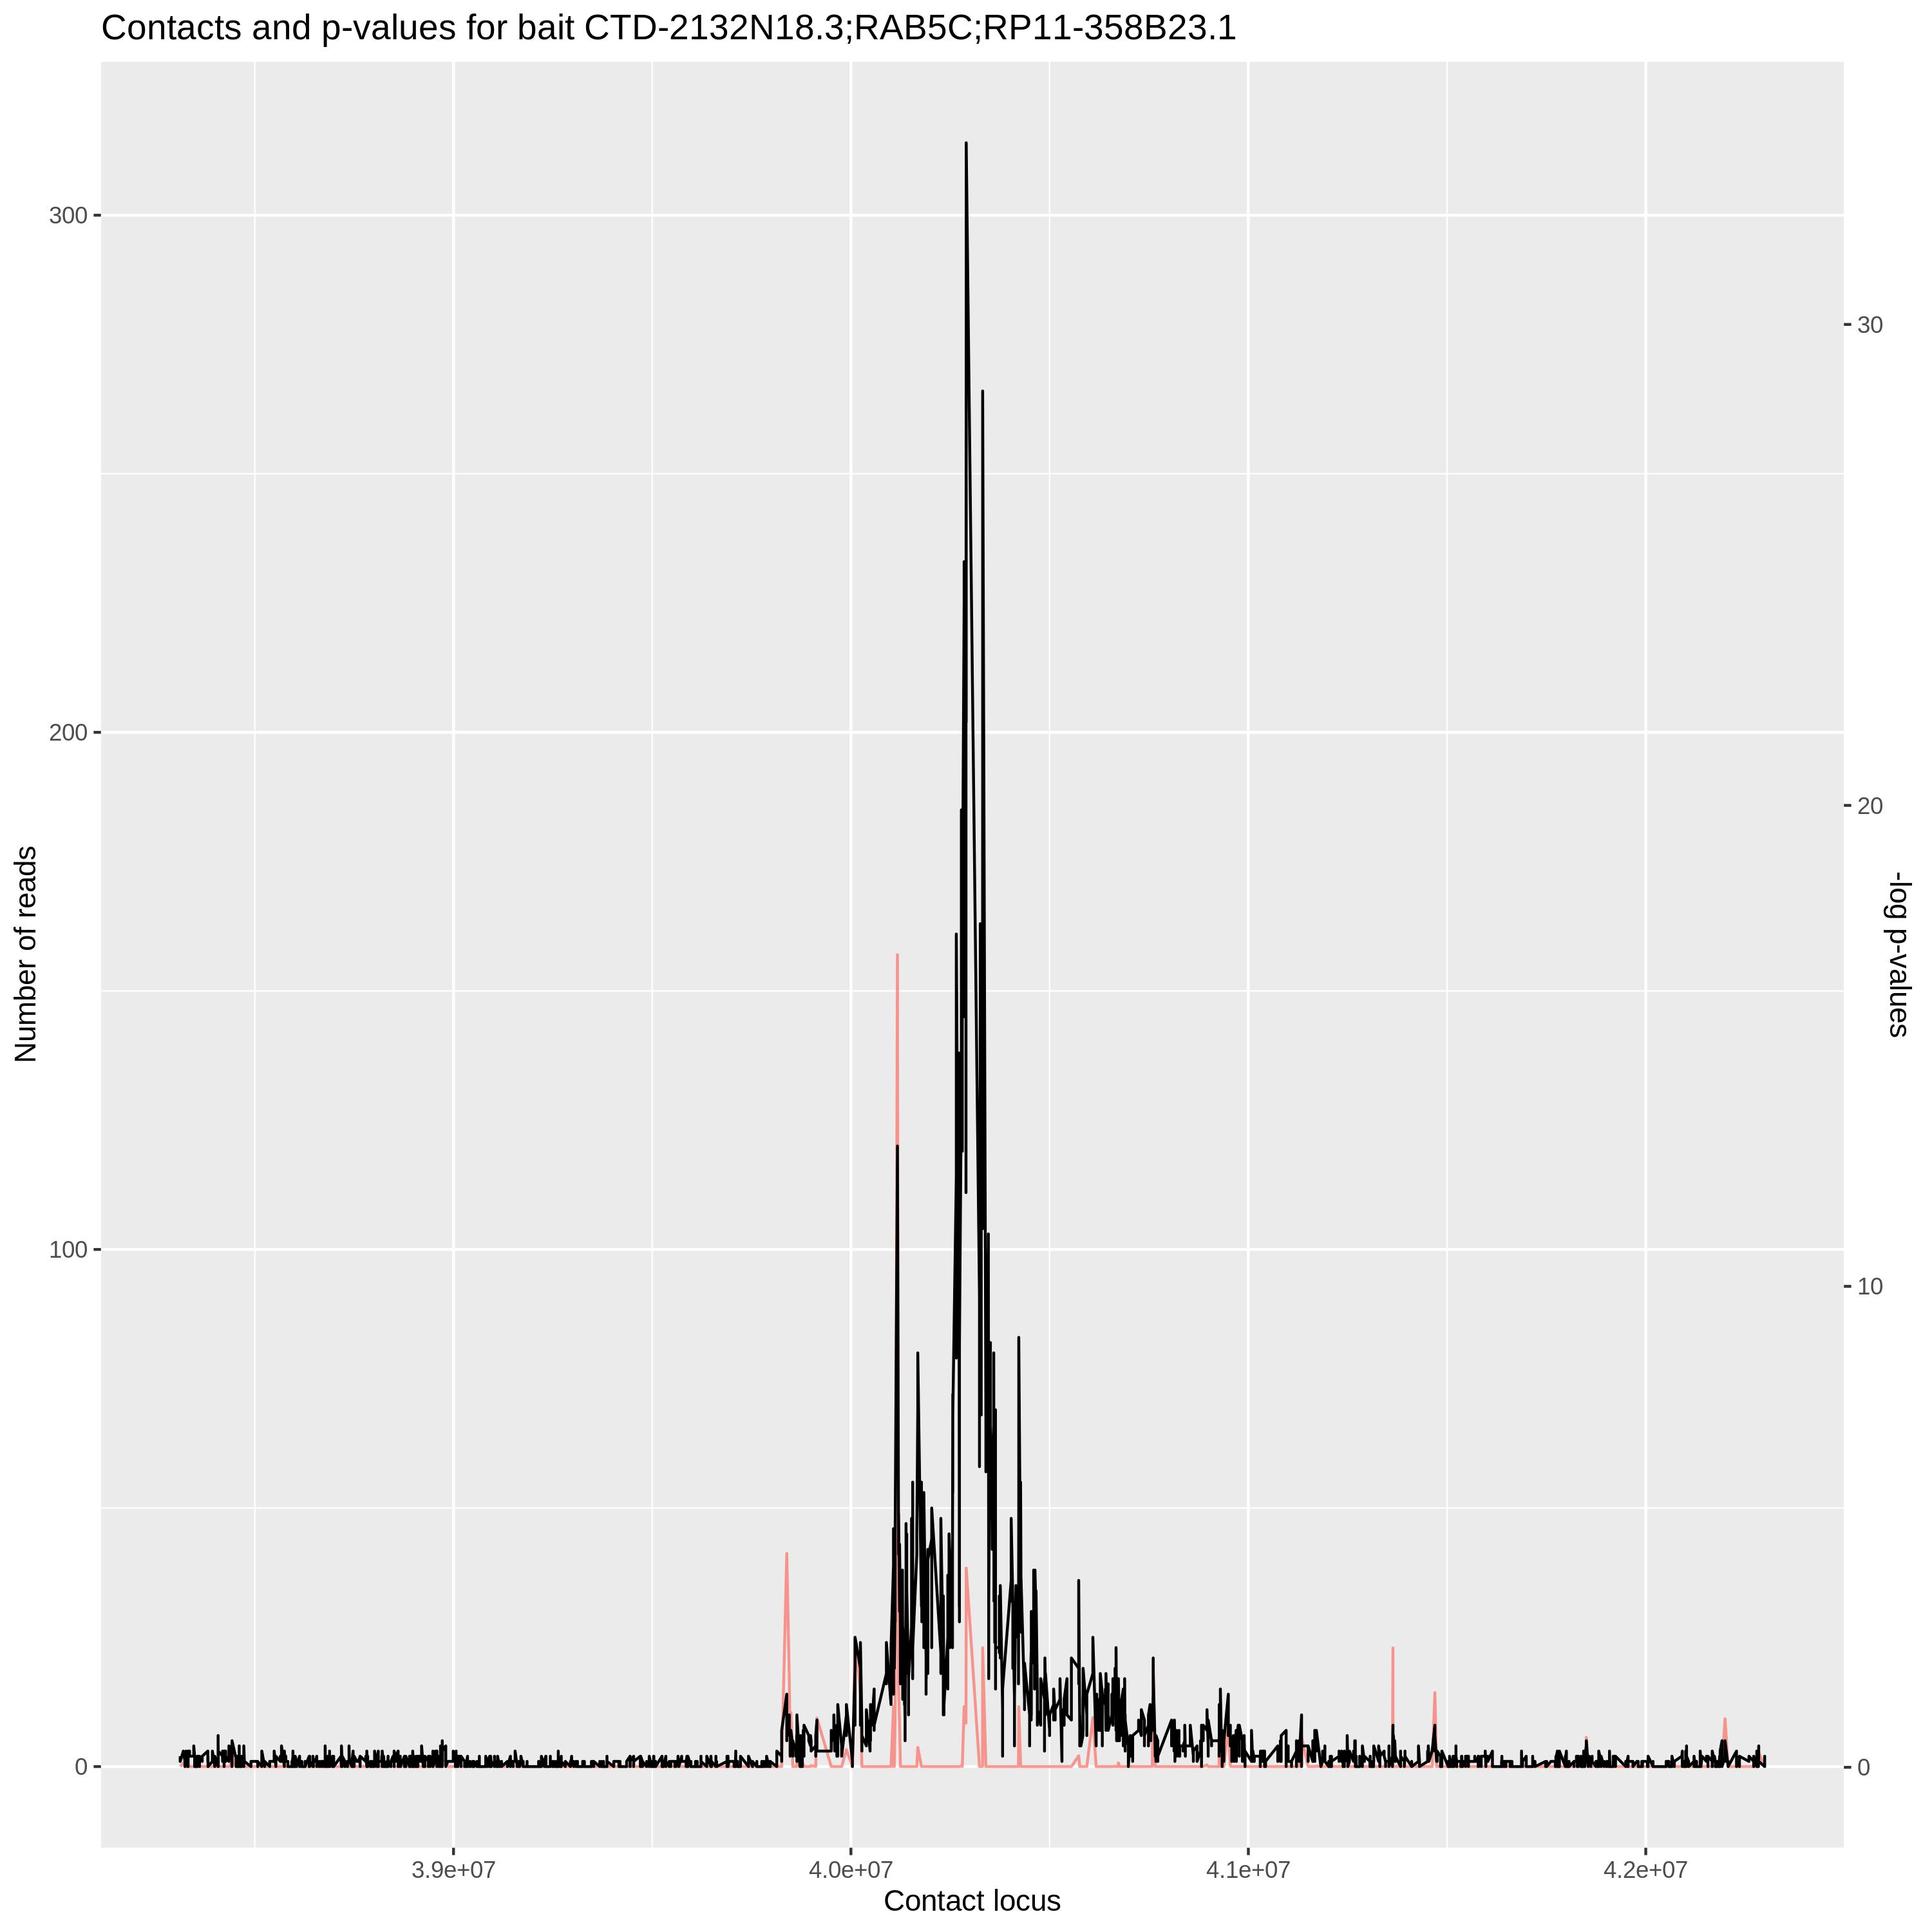 Contacts and p-values for bait CTD-2132N18.3;RAB5C;RP11-358B23.1
300
200
100
0
Number of reads
30
20
10
0
-log p-values
3.9e+07
4.0e+07
4.1e+07
4.2e+07
Contact locus